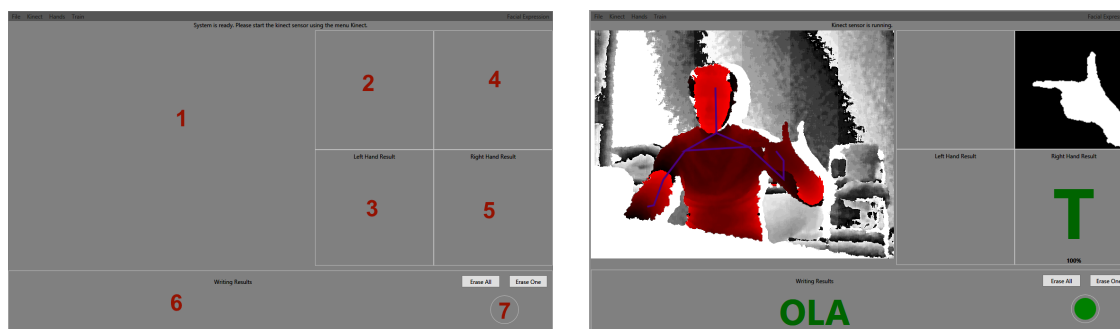 File Kinect Hands Train Facial Expressions
System is ready. Please start the kinect sensor using the menu Kinect.
1
2
4
Left Hand Result Right Hand Result
3
5
Writing Results
Erase All Erase One
6
7
File Kinect Hands Train Facial Express
Kinect sensor is running.
Left Hand Result Right Hand Result
T
100%
Writing Results
Erase All Erase One
OLA